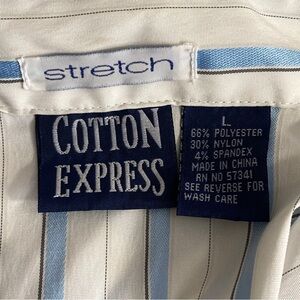 stretch
COTTON
EXPRESS
L
66% POLYESTER
30% NYLON
4% SPANDEX
MADE IN CHINA
RN NO 57341
SEE REVERSE FOR
WASH CARE